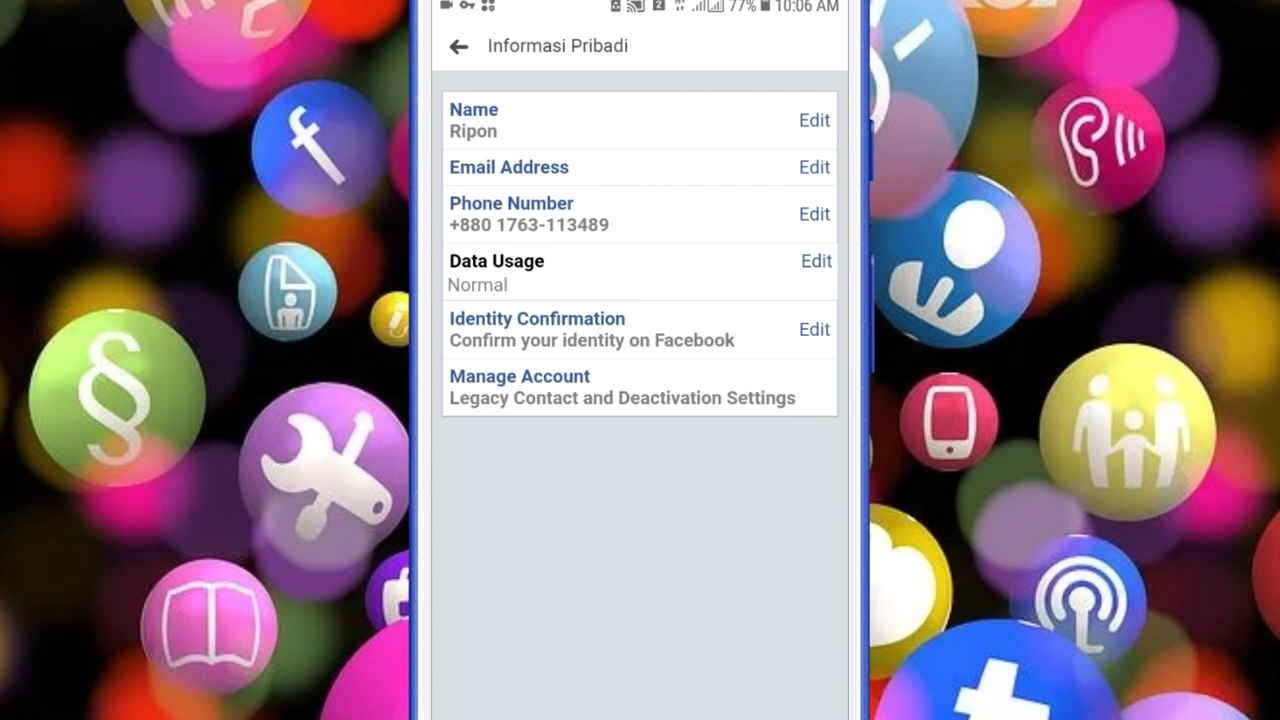 2 77% 10:06 AM
Informasi Pribadi
Name
Ripon
Edit
Email Address
Edit
Phone Number
+880 1763-113489
Edit
Data Usage
Normal
Edit
Identity Confirmation
Confirm your identity on Facebook
Edit
Manage Account
Legacy Contact and Deactivation Settings